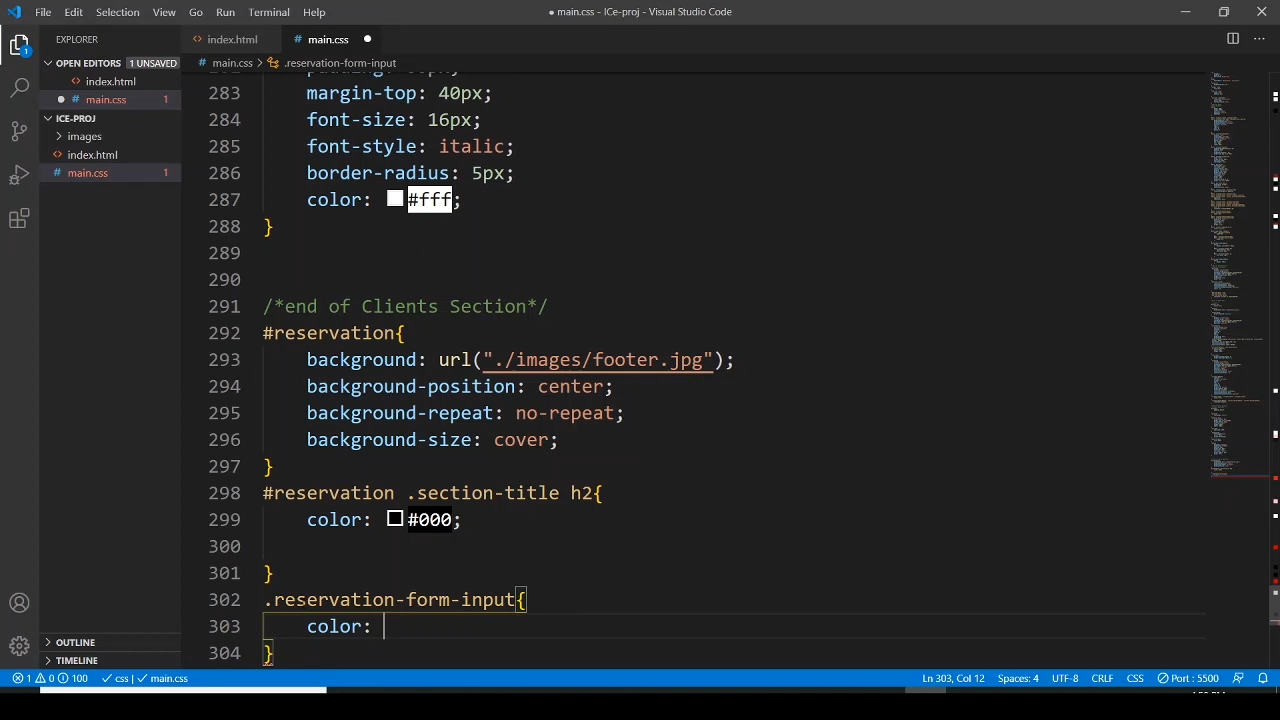 File Edit Selection View Go Run Terminal Help
● main.css - ICe-proj - Visual Studio Code
EXPLORER
index.html
main.css
OPEN EDITORS 1 UNSAVED
main.css > .reservation-form-input
index.html
main.css 1
ICE-PROJ
images
index.html
main.css 1
OUTLINE
TIMELINE
1
283 margin-top: 40px;
284 font-size: 16px;
285 font-style: italic;
286 border-radius: 5px;
287 color: #fff;
288 }
289
290
291 /*end of Clients Section*/
292 #reservation{
293 background: url("./images/footer.jpg");
294 background-position: center;
295 background-repeat: no-repeat;
296 background-size: cover;
297 }
298 #reservation .section-title h2{
299 color: #000;
300
301 }
302 .reservation-form-input{
303 color:
304 }
1 0 100 css | main.css Ln 303, Col 12 Spaces: 4 UTF-8 CRLF CSS Port : 5500